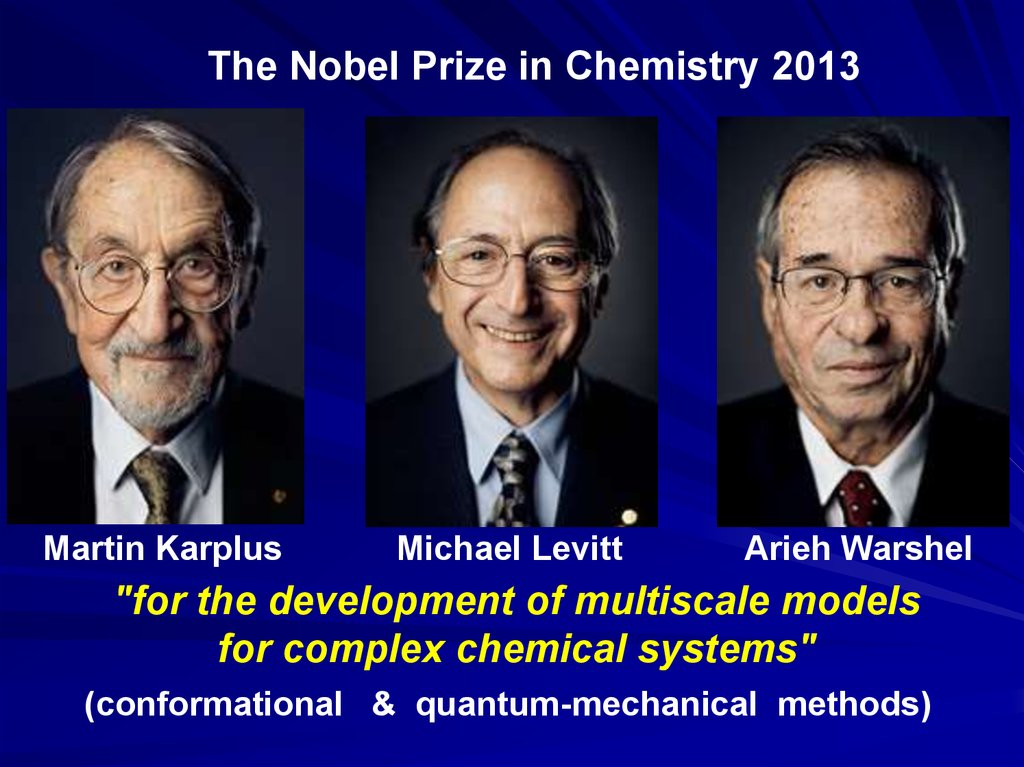 The Nobel Prize in Chemistry 2013
Martin Karplus Michael Levitt Arieh Warshel
"for the development of multiscale models
for complex chemical systems"
(conformational & quantum-mechanical methods)